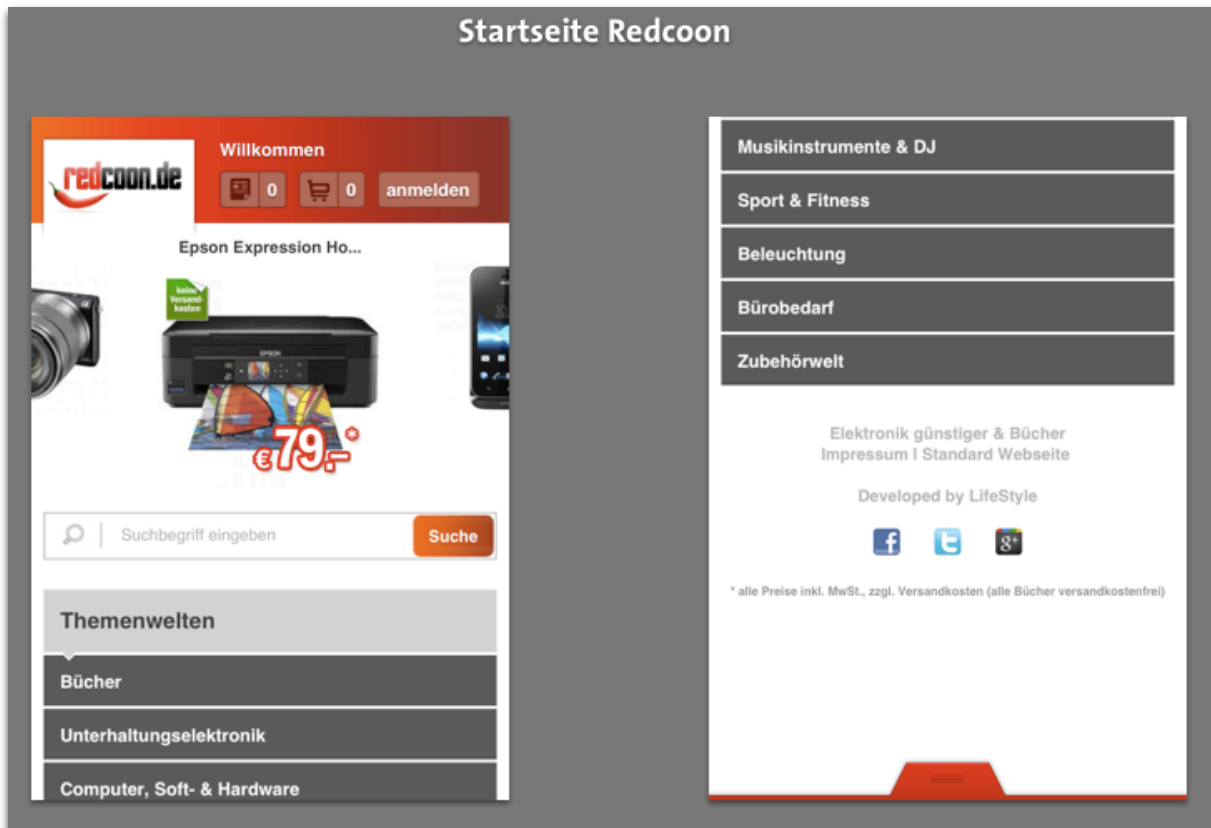 Startseite Redcoon
redcoon.de
Willkommen
0
0
anmelden
Epson Expression Ho...
keine
Versand-
kosten
EPSON
€79,-*
Suchbegriff eingeben
Suche
Themenwelten
Bücher
Unterhaltungselektronik
Computer, Soft- & Hardware
Musikinstrumente & DJ
Sport & Fitness
Beleuchtung
Bürobedarf
Zubehörwelt
Elektronik günstiger & Bücher
Impressum | Standard Webseite
Developed by LifeStyle
f
t
g+
* alle Preise inkl. MwSt., zzgl. Versandkosten (alle Bücher versandkostenfrei)